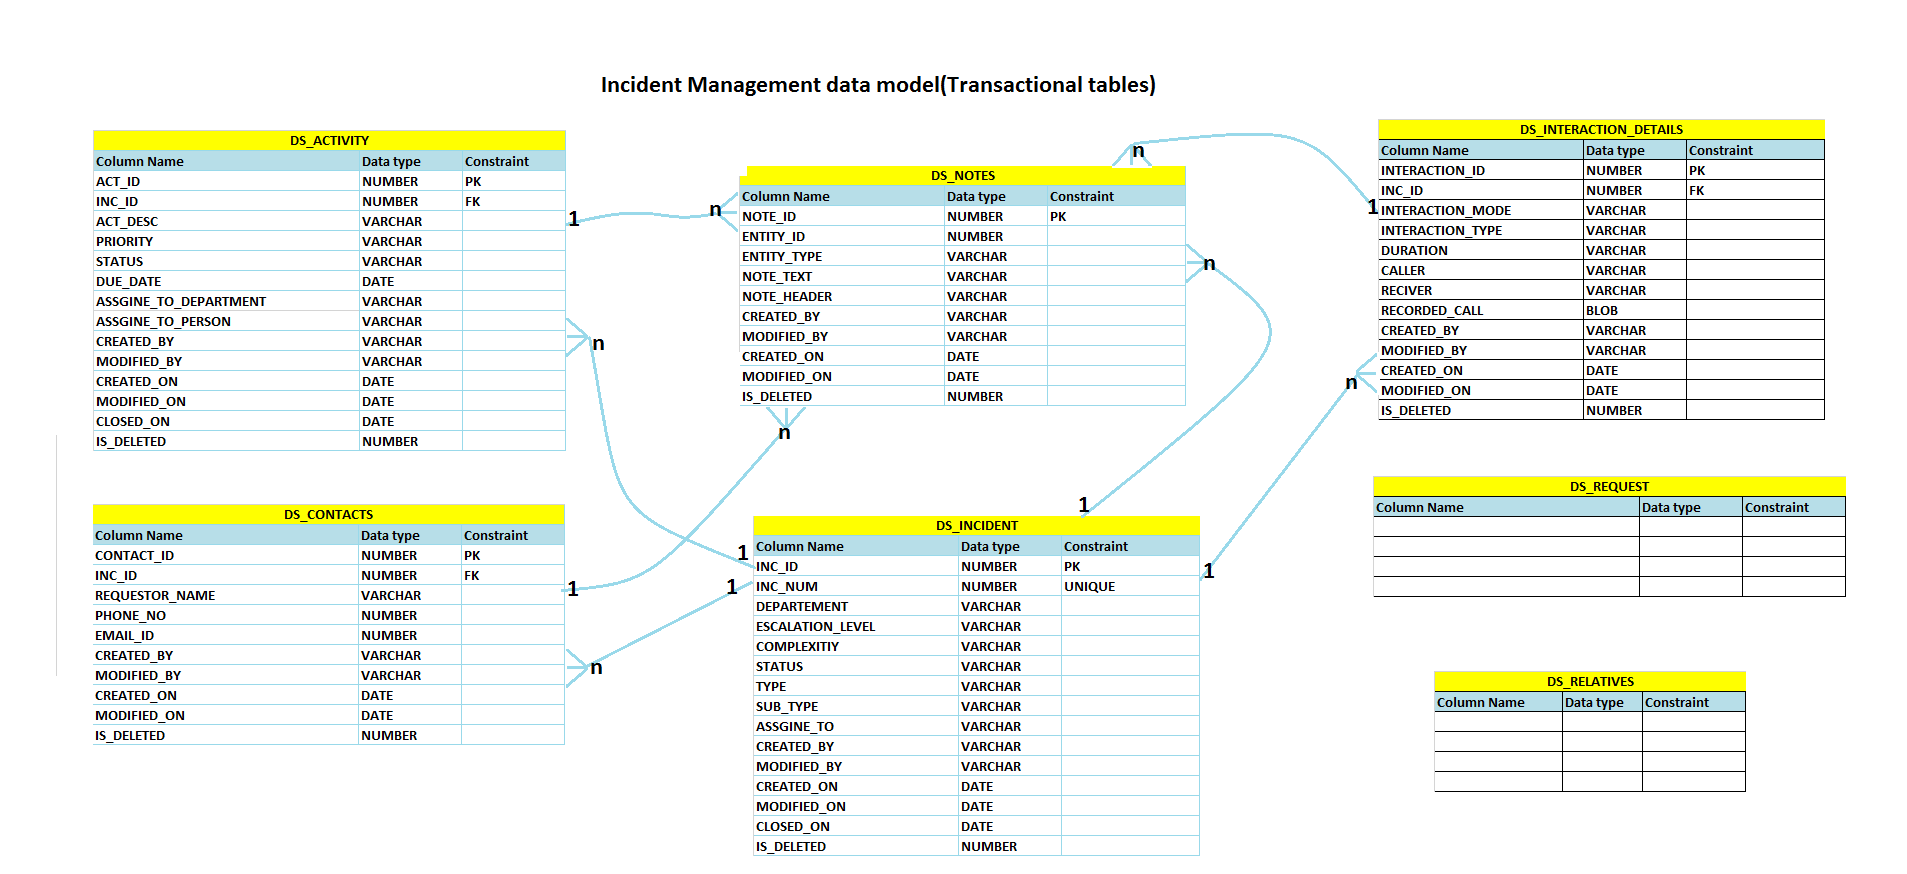 Incident Management data model(Transactional tables)
DS_ACTIVITY
Column Name Data type Constraint
ACT_ID NUMBER PK
INC_ID NUMBER FK
ACT_DESC VARCHAR
PRIORITY VARCHAR
STATUS VARCHAR
DUE_DATE DATE
ASSGINE_TO_DEPARTMENT VARCHAR
ASSGINE_TO_PERSON VARCHAR
CREATED_BY VARCHAR
MODIFIED_BY VARCHAR
CREATED_ON DATE
MODIFIED_ON DATE
CLOSED_ON DATE
IS_DELETED NUMBER
1
n
n
DS_NOTES
Column Name Data type Constraint
NOTE_ID NUMBER PK
ENTITY_ID NUMBER
ENTITY_TYPE VARCHAR
NOTE_TEXT VARCHAR
NOTE_HEADER VARCHAR
CREATED_BY VARCHAR
MODIFIED_BY VARCHAR
CREATED_ON DATE
MODIFIED_ON DATE
IS_DELETED NUMBER
n
n
n
1
n
DS_INTERACTION_DETAILS
Column Name Data type Constraint
INTERACTION_ID NUMBER PK
INC_ID NUMBER FK
INTERACTION_MODE VARCHAR
INTERACTION_TYPE VARCHAR
DURATION VARCHAR
CALLER VARCHAR
RECIVER VARCHAR
RECORDED_CALL BLOB
CREATED_BY VARCHAR
MODIFIED_BY VARCHAR
CREATED_ON DATE
MODIFIED_ON DATE
IS_DELETED NUMBER
DS_CONTACTS
Column Name Data type Constraint
CONTACT_ID NUMBER PK
INC_ID NUMBER FK
REQUESTOR_NAME VARCHAR
PHONE_NO NUMBER
EMAIL_ID NUMBER
CREATED_BY VARCHAR
MODIFIED_BY VARCHAR
CREATED_ON DATE
MODIFIED_ON DATE
IS_DELETED NUMBER
1
n
1
1
1
1
DS_INCIDENT
Column Name Data type Constraint
INC_ID NUMBER PK
INC_NUM NUMBER UNIQUE
DEPARTEMENT VARCHAR
ESCALATION_LEVEL VARCHAR
COMPLEXITIY VARCHAR
STATUS VARCHAR
TYPE VARCHAR
SUB_TYPE VARCHAR
ASSGINE_TO VARCHAR
CREATED_BY VARCHAR
MODIFIED_BY VARCHAR
CREATED_ON DATE
MODIFIED_ON DATE
CLOSED_ON DATE
IS_DELETED NUMBER
DS_REQUEST
Column Name Data type Constraint
DS_RELATIVES
Column Name Data type Constraint